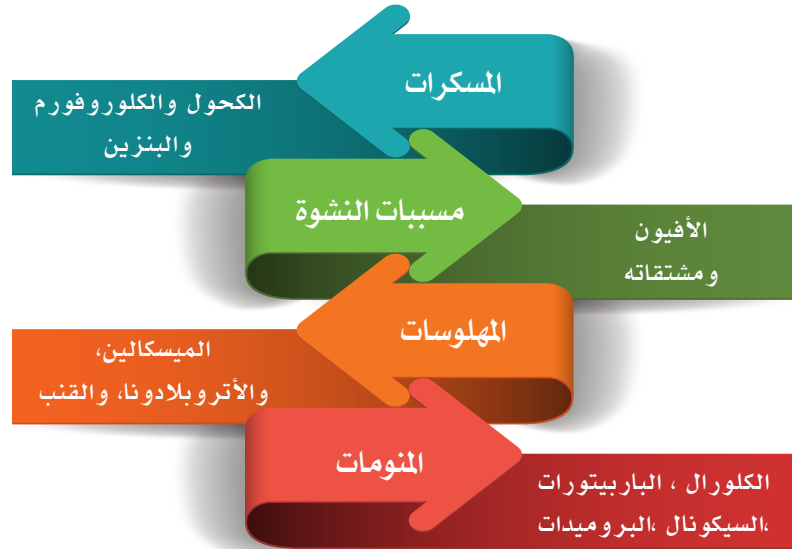 المسكرات
الكحول والكلوروفورم
والبنزين
مسببات النشوة
الأفيون
ومشتقاته
المهلوسات
الميسكالين،
والأتروبلادونا، والقنب
المنومات
الكلورال ، الباربيتورات
،السيكونال ،البروميدات